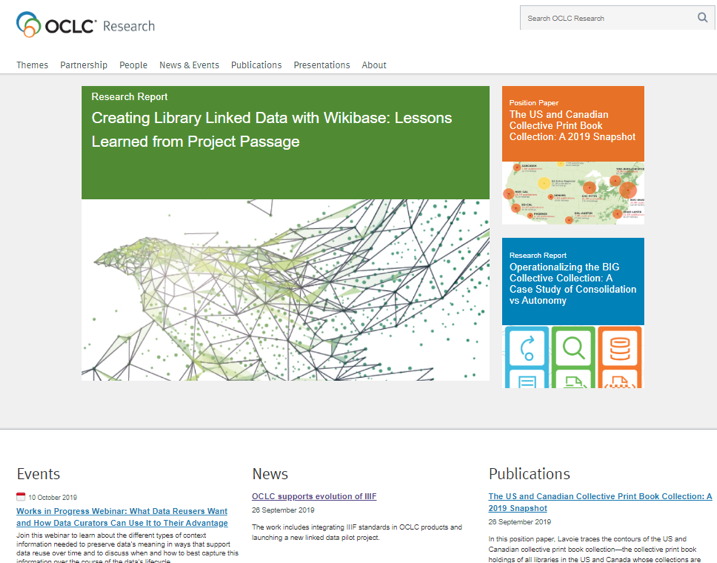 OCLC Research
Search OCLC Research
Themes Partnership People News & Events Publications Presentations About
Research Report
Creating Library Linked Data with Wikibase: Lessons
Learned from Project Passage
Position Paper
The US and Canadian
Collective Print Book
Collection: A 2019 Snapshot
Research Report
Operationalizing the BIG
Collective Collection: A
Case Study of Consolidation
vs Autonomy
Events
10 October 2019
Works in Progress Webinar: What Data Reusers Want
and How Data Curators Can Use It to Their Advantage
Join this webinar to learn about the different types of context
information needed to preserve data's meaning in ways that support
data reuse over time and to discuss when and how to best capture this
information over the course of the data's lifecycle.
News
OCLC supports evolution of IIIF
26 September 2019
The work includes integrating IIIF standards in OCLC products and
launching a new linked data pilot project.
Publications
The US and Canadian Collective Print Book Collection: A
2019 Snapshot
26 September 2019
In this position paper, Lavoie traces the contours of the US and
Canadian collective print book collection—the collective print book
holdings of all libraries in the US and Canada whose collections are